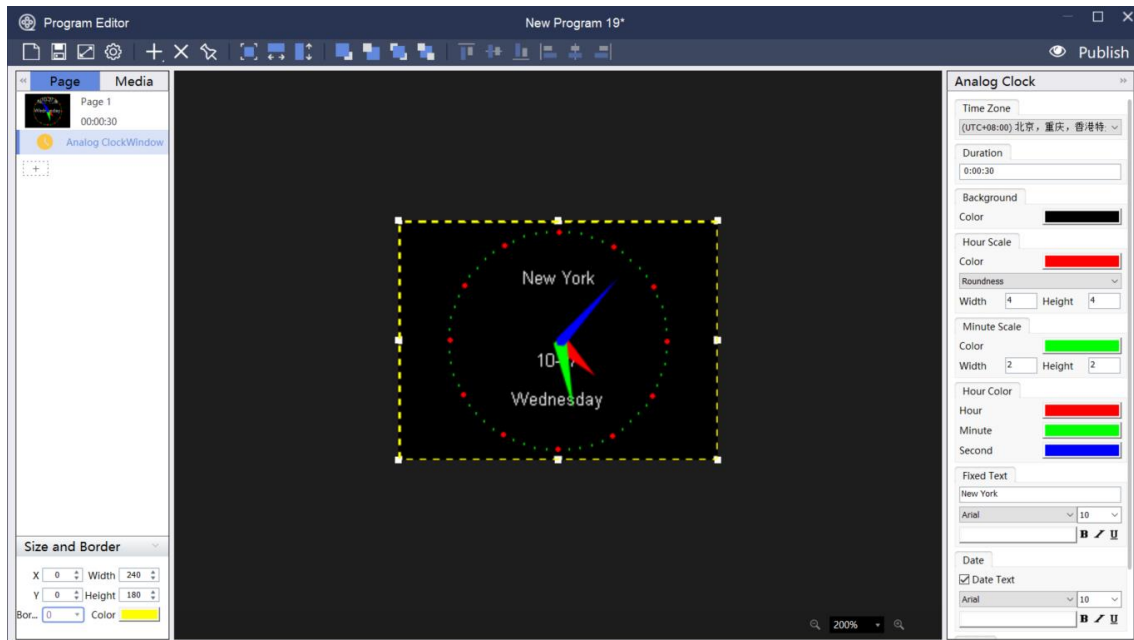 Program Editor
New Program 19*
Publish
Page
Media
Page 1
00:00:30
Analog ClockWindow
Size and Border
X 0 Width 240
Y 0 Height 180
Bor... 0 Color
New York
10-
Wednesday
200%
Analog Clock
Time Zone
(UTC+08:00) 北京，重庆，香港特
Duration
0:00:30
Background
Color
Hour Scale
Color
Roundness
Width 4 Height 4
Minute Scale
Color
Width 2 Height 2
Hour Color
Hour
Minute
Second
Fixed Text
New York
Arial 10
B I U
Date
Date Text
Arial 10
B I U